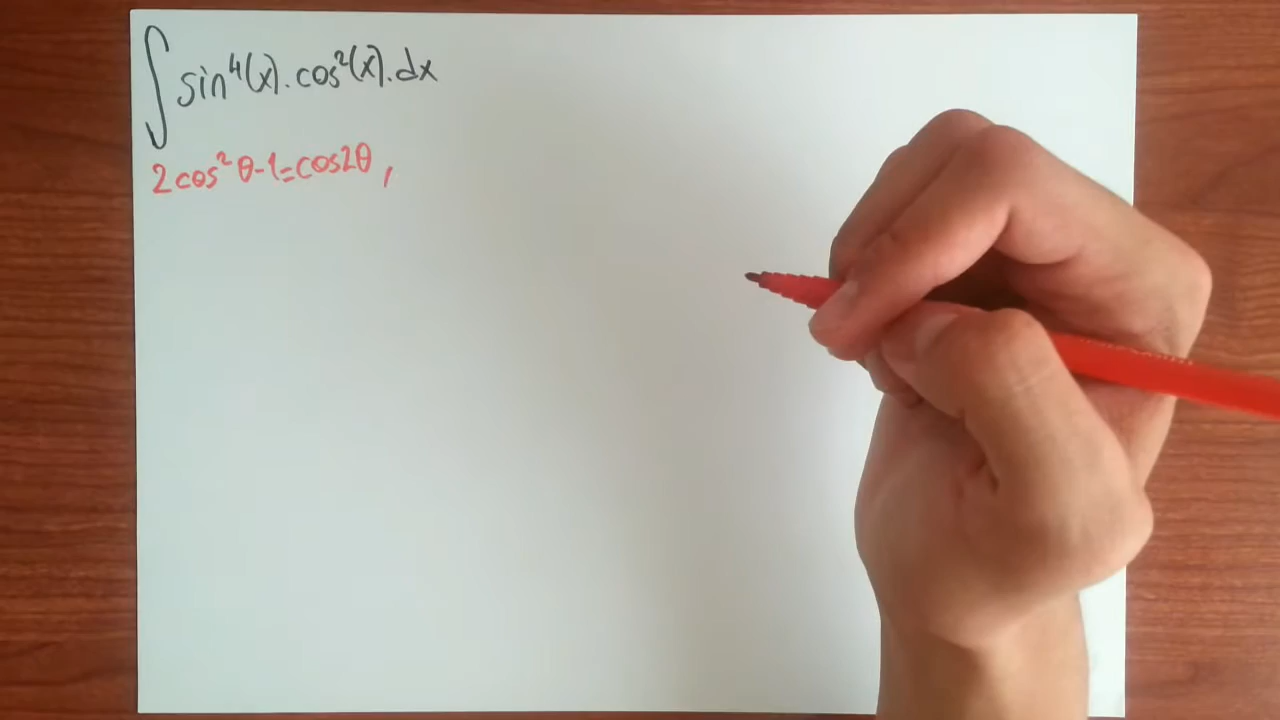 ∫ sin⁴(x).cos²(x).dx
2cos²θ-1=cos2θ ,